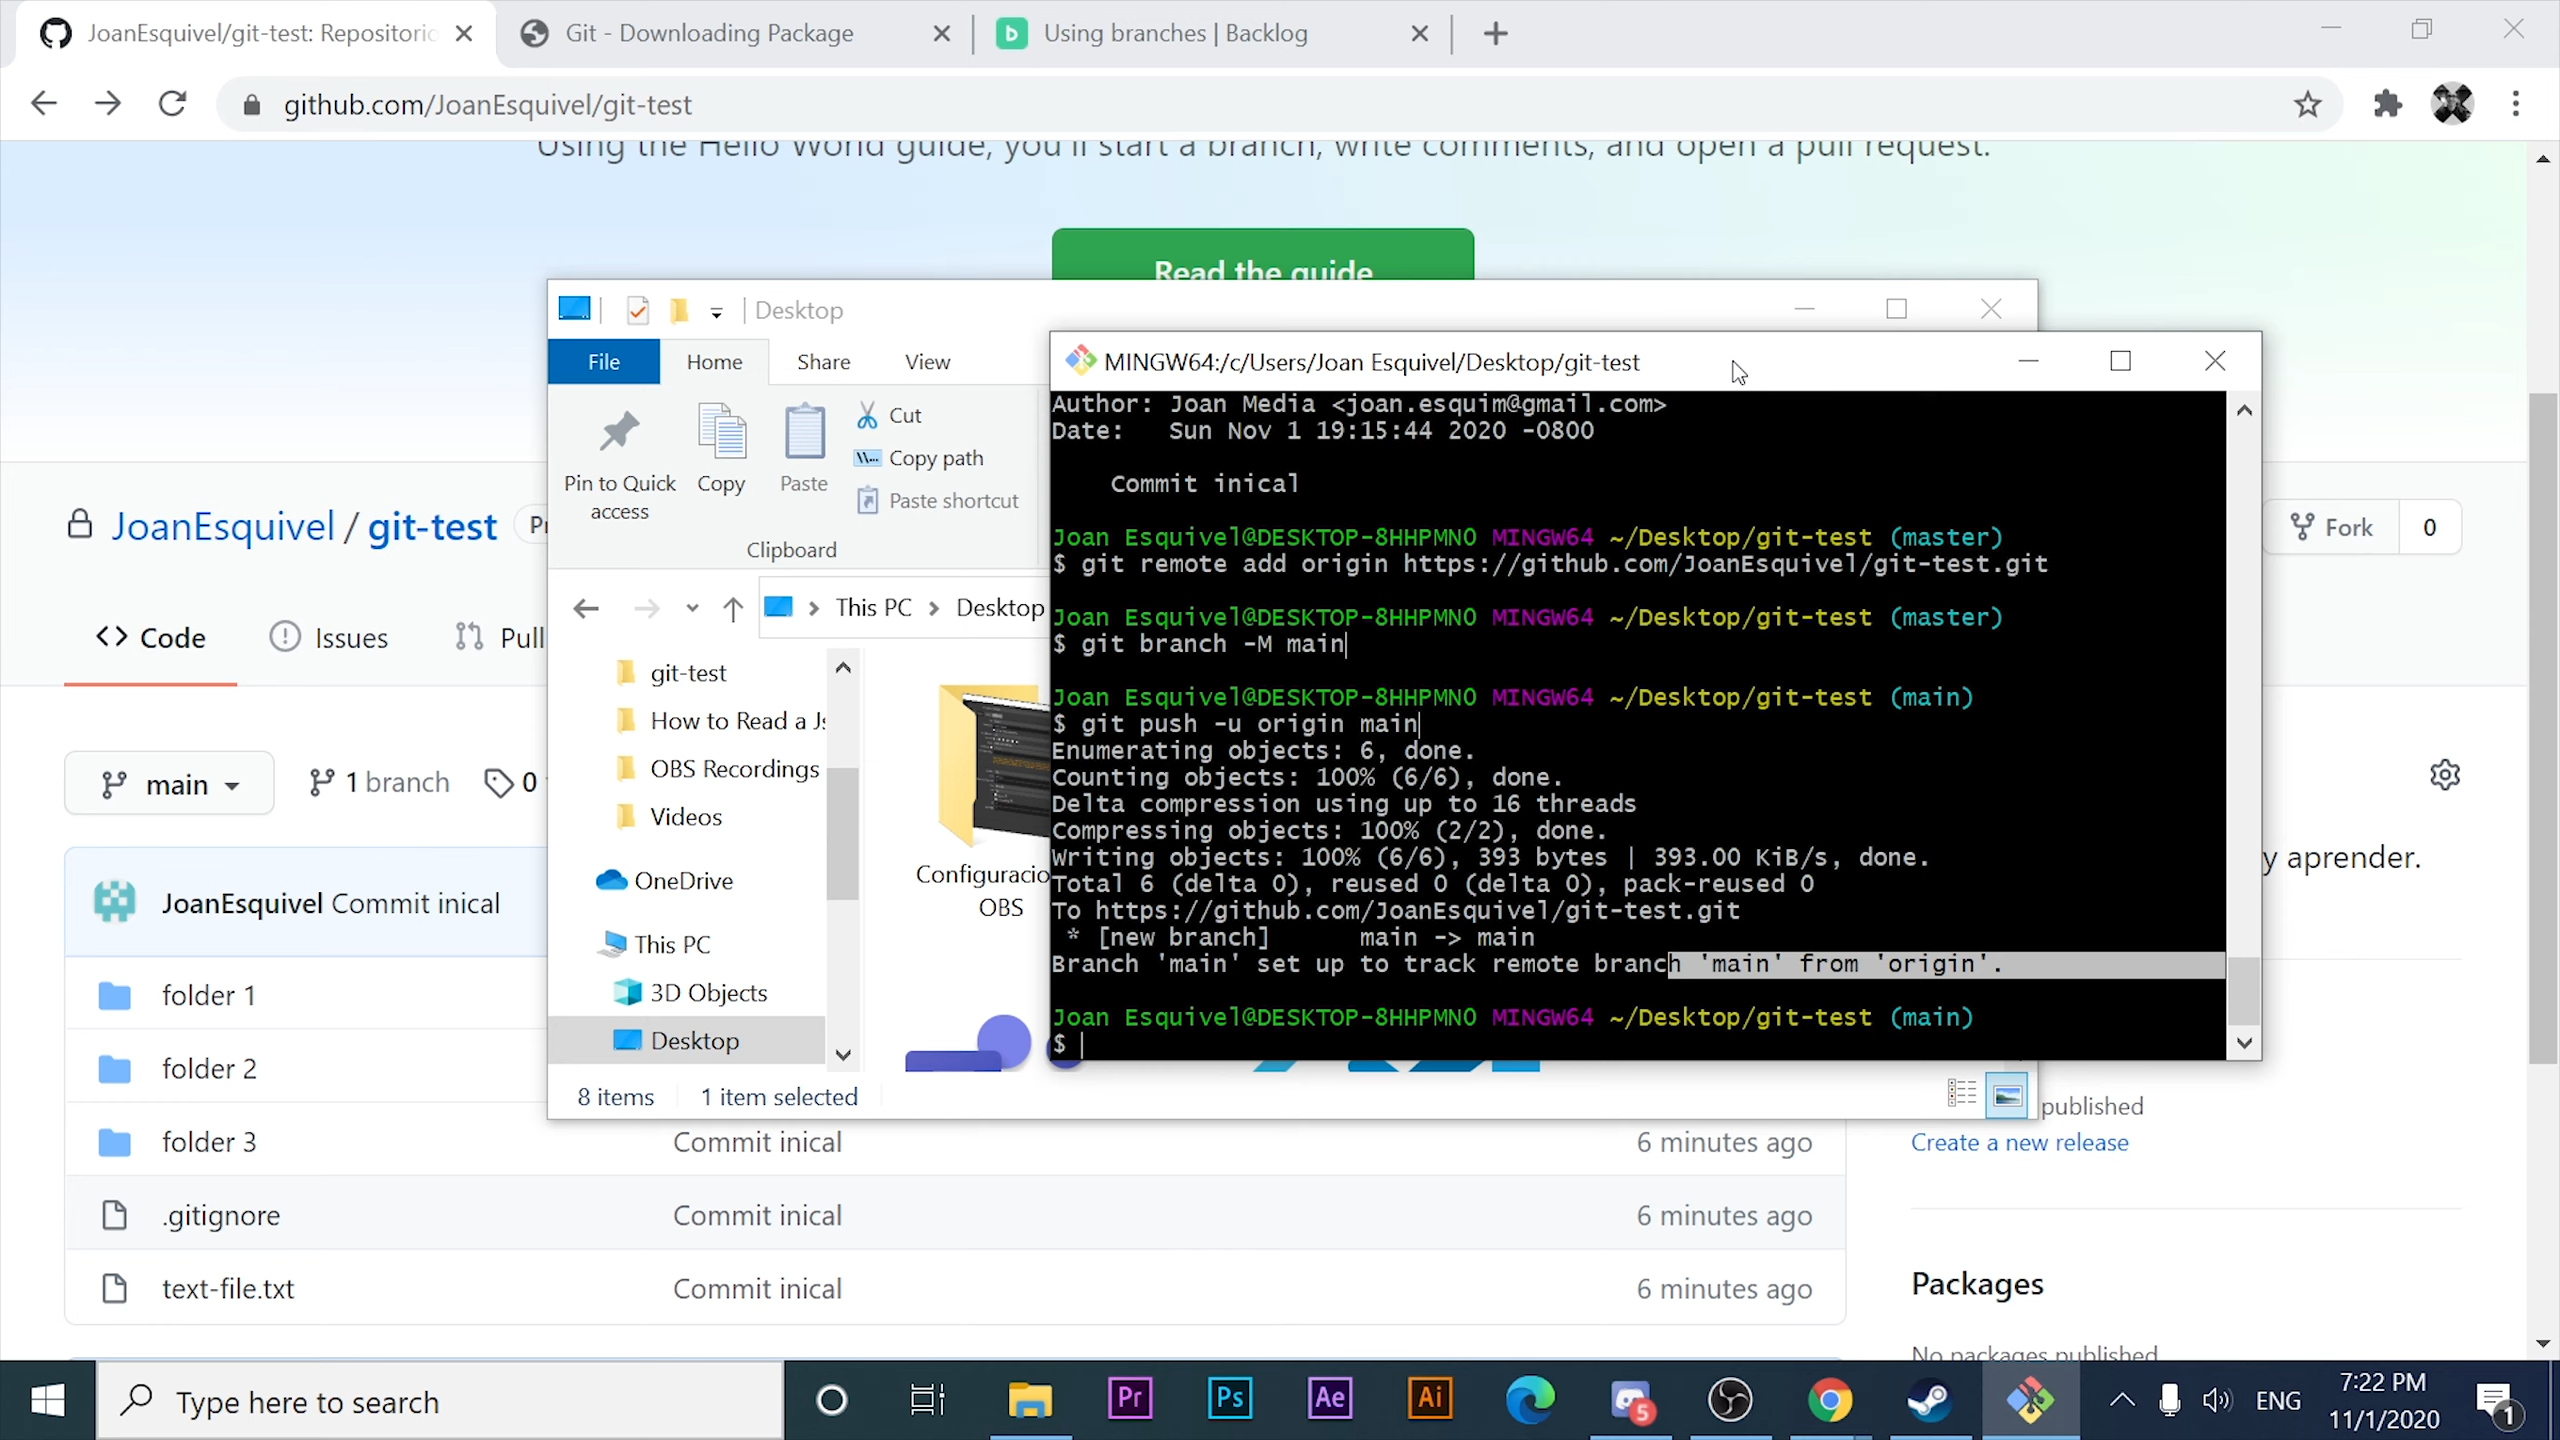 JoanEsquivel/git-test: Repositorio
Git - Downloading Package
Using branches | Backlog
github.com/JoanEsquivel/git-test
Using the Hello World guide, you'll start a branch, write comments, and open a pull request.
Read the guide
Desktop
File Home Share View
Pin to Quick access
Copy
Paste
Cut
Copy path
Paste shortcut
Clipboard
This PC > Desktop
git-test
How to Read a Js
OBS Recordings
Videos
OneDrive
This PC
3D Objects
Desktop
Configuracio
OBS
8 items 1 item selected
MINGW64:/c/Users/Joan Esquivel/Desktop/git-test
Author: Joan Media <joan.esquim@gmail.com>
Date:   Sun Nov 1 19:15:44 2020 -0800
Commit inical
Joan Esquivel@DESKTOP-8HHPMNO MINGW64 ~/Desktop/git-test (master)
$ git remote add origin https://github.com/JoanEsquivel/git-test.git
Joan Esquivel@DESKTOP-8HHPMNO MINGW64 ~/Desktop/git-test (master)
$ git branch -M main
Joan Esquivel@DESKTOP-8HHPMNO MINGW64 ~/Desktop/git-test (main)
$ git push -u origin main
Enumerating objects: 6, done.
Counting objects: 100% (6/6), done.
Delta compression using up to 16 threads
Compressing objects: 100% (2/2), done.
Writing objects: 100% (6/6), 393 bytes | 393.00 KiB/s, done.
Total 6 (delta 0), reused 0 (delta 0), pack-reused 0
To https://github.com/JoanEsquivel/git-test.git
 * [new branch]      main -> main
Branch 'main' set up to track remote branch 'main' from 'origin'.
Joan Esquivel@DESKTOP-8HHPMNO MINGW64 ~/Desktop/git-test (main)
$
JoanEsquivel / git-test
Fork 0
Code Issues Pull
main 1 branch 0
y aprender.
JoanEsquivel Commit inical
folder 1
folder 2
folder 3 Commit inical 6 minutes ago
.gitignore Commit inical 6 minutes ago
text-file.txt Commit inical 6 minutes ago
published
Create a new release
Packages
No packages published
Type here to search
Pr Ps Ae Ai
5
ENG
7:22 PM
11/1/2020
1